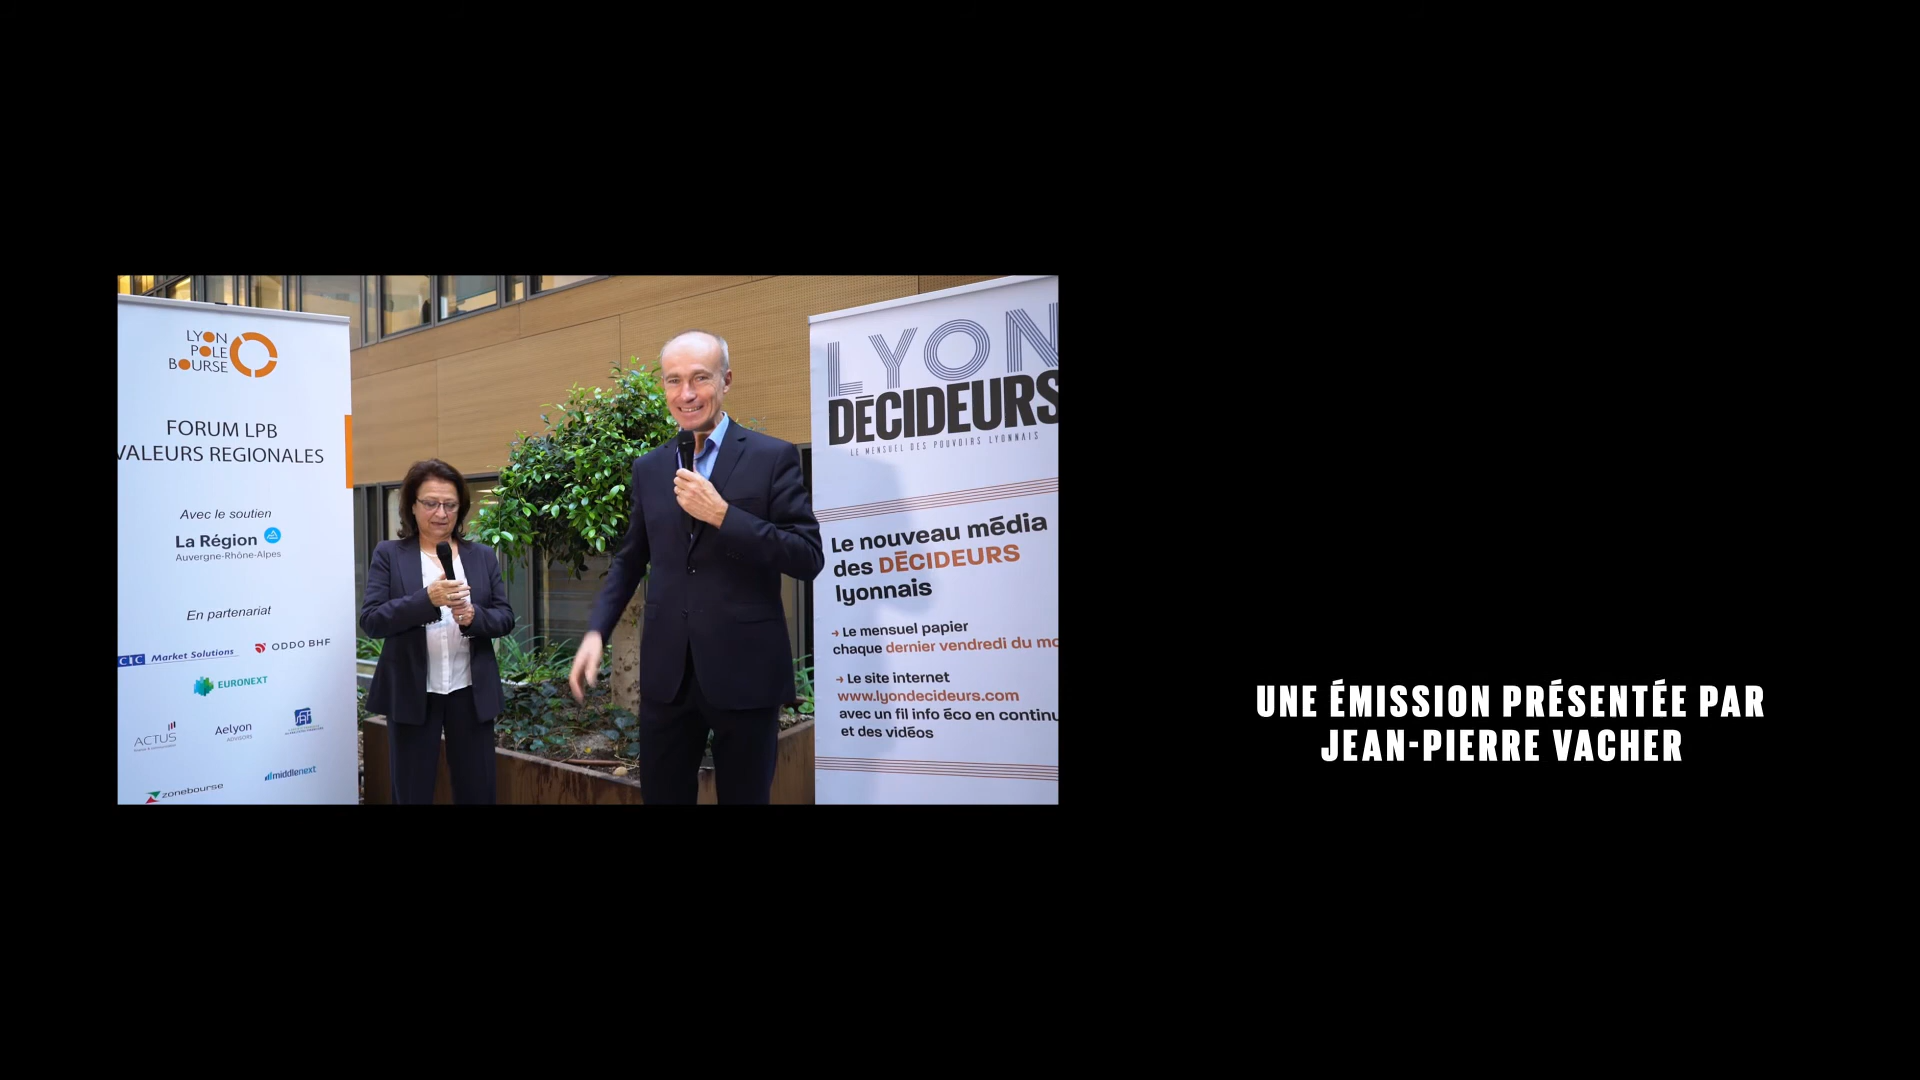 LYON
POLE
BOURSE
FORUM LPB
VALEURS REGIONALES
Avec le soutien
La Région
Auvergne-Rhône-Alpes
En partenariat
CIC Market Solutions
ODDO BHF
EURONEXT
ACTUS
Aelyon
ADVISORS
middlenext
zonebourse
LYON
DÉCIDEURS
LE MENSUEL DES POUVOIRS LYONNAIS
Le nouveau média
des DÉCIDEURS
lyonnais
→ Le mensuel papier
chaque dernier vendredi du mo
→ Le site internet
www.lyondecideurs.com
avec un fil info éco en continu
et des vidéos
UNE ÉMISSION PRÉSENTÉE PAR
JEAN-PIERRE VACHER